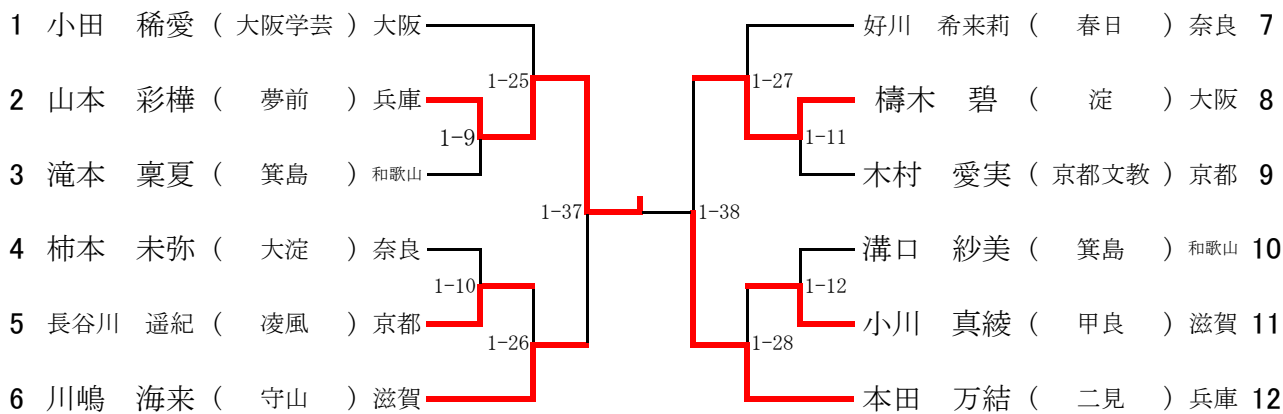 1 小田 稀愛 ( 大阪学芸 ) 大阪
2 山本 彩樺 ( 夢前 ) 兵庫
3 滝本 稟夏 ( 箕島 ) 和歌山
4 柿本 未弥 ( 大淀 ) 奈良
5 長谷川 遥紀 ( 凌風 ) 京都
6 川嶋 海来 ( 守山 ) 滋賀
1-25
1-9
1-37
1-10
1-26
1-27
1-11
1-38
1-12
1-28
好川 希来莉 ( 春日 ) 奈良 7
檮木 碧 ( 淀 ) 大阪 8
木村 愛実 ( 京都文教 ) 京都 9
溝口 紗美 ( 箕島 ) 和歌山 10
小川 真綾 ( 甲良 ) 滋賀 11
本田 万結 ( 二見 ) 兵庫 12